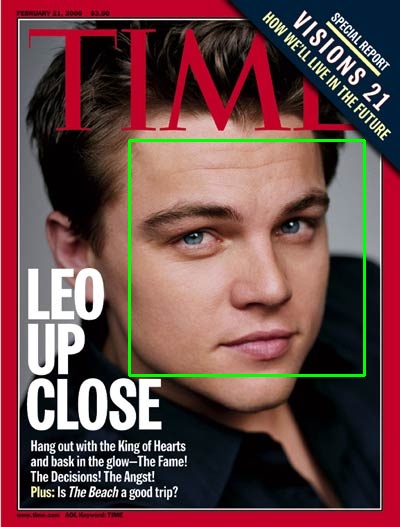 FEBRUARY 21, 2000 $3.50
SPECIAL REPORT
VISIONS 21
HOW WE'LL LIVE IN THE FUTURE
TIME
LEO
UP
CLOSE
Hang out with the King of Hearts
and bask in the glow—The Fame!
The Decisions! The Angst!
Plus: Is The Beach a good trip?
www.time.com AOL Keyword: TIME